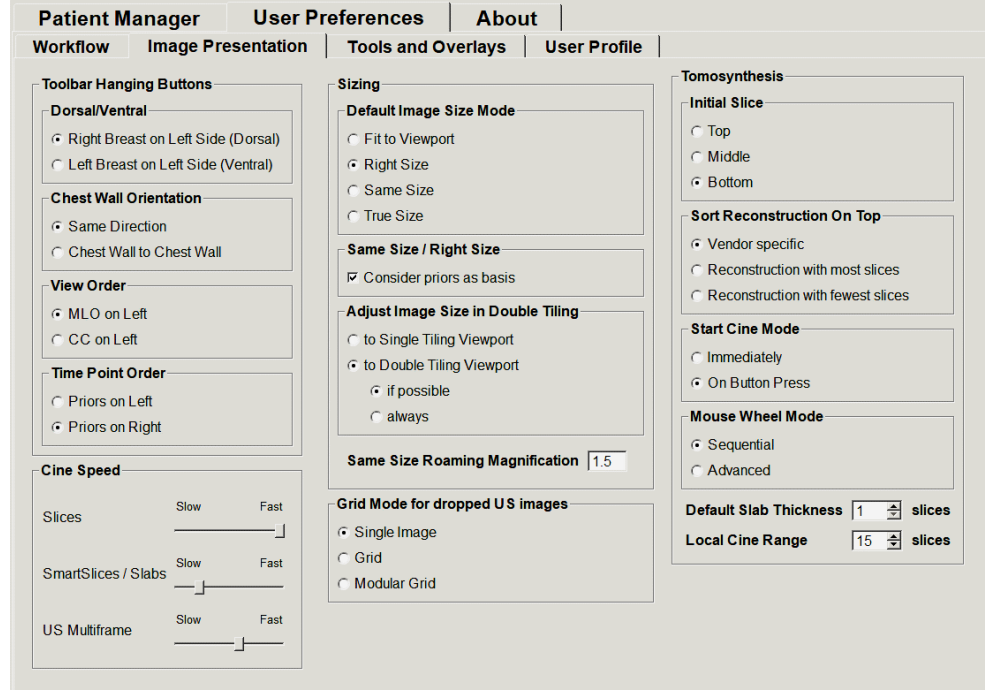 Patient Manager User Preferences About
Workflow Image Presentation Tools and Overlays User Profile
Toolbar Hanging Buttons
Dorsal/Ventral
Right Breast on Left Side (Dorsal)
Left Breast on Left Side (Ventral)
Chest Wall Orientation
Same Direction
Chest Wall to Chest Wall
View Order
MLO on Left
CC on Left
Time Point Order
Priors on Left
Priors on Right
Cine Speed
Slices Slow Fast
SmartSlices / Slabs Slow Fast
US Multiframe Slow Fast
Sizing
Default Image Size Mode
Fit to Viewport
Right Size
Same Size
True Size
Same Size / Right Size
Consider priors as basis
Adjust Image Size in Double Tiling
to Single Tiling Viewport
to Double Tiling Viewport
if possible
always
Same Size Roaming Magnification 1.5
Grid Mode for dropped US images
Single Image
Grid
Modular Grid
Tomosynthesis
Initial Slice
Top
Middle
Bottom
Sort Reconstruction On Top
Vendor specific
Reconstruction with most slices
Reconstruction with fewest slices
Start Cine Mode
Immediately
On Button Press
Mouse Wheel Mode
Sequential
Advanced
Default Slab Thickness 1 slices
Local Cine Range 15 slices